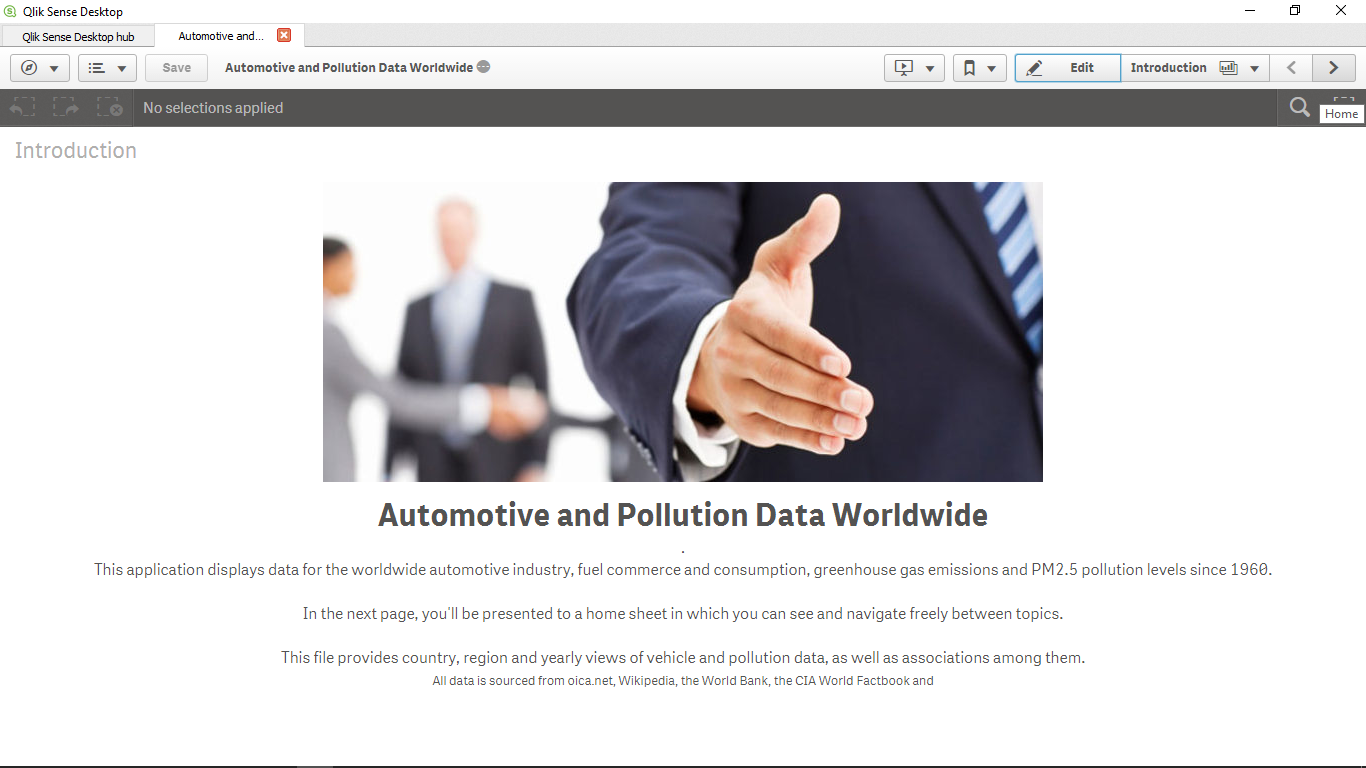 Qlik Sense Desktop
Qlik Sense Desktop hub
Automotive and...
Save
Automotive and Pollution Data Worldwide
Edit
Introduction
No selections applied
Home
Introduction
Automotive and Pollution Data Worldwide
.
This application displays data for the worldwide automotive industry, fuel commerce and consumption, greenhouse gas emissions and PM2.5 pollution levels since 1960.
In the next page, you'll be presented to a home sheet in which you can see and navigate freely between topics.
This file provides country, region and yearly views of vehicle and pollution data, as well as associations among them.
All data is sourced from oica.net, Wikipedia, the World Bank, the CIA World Factbook and